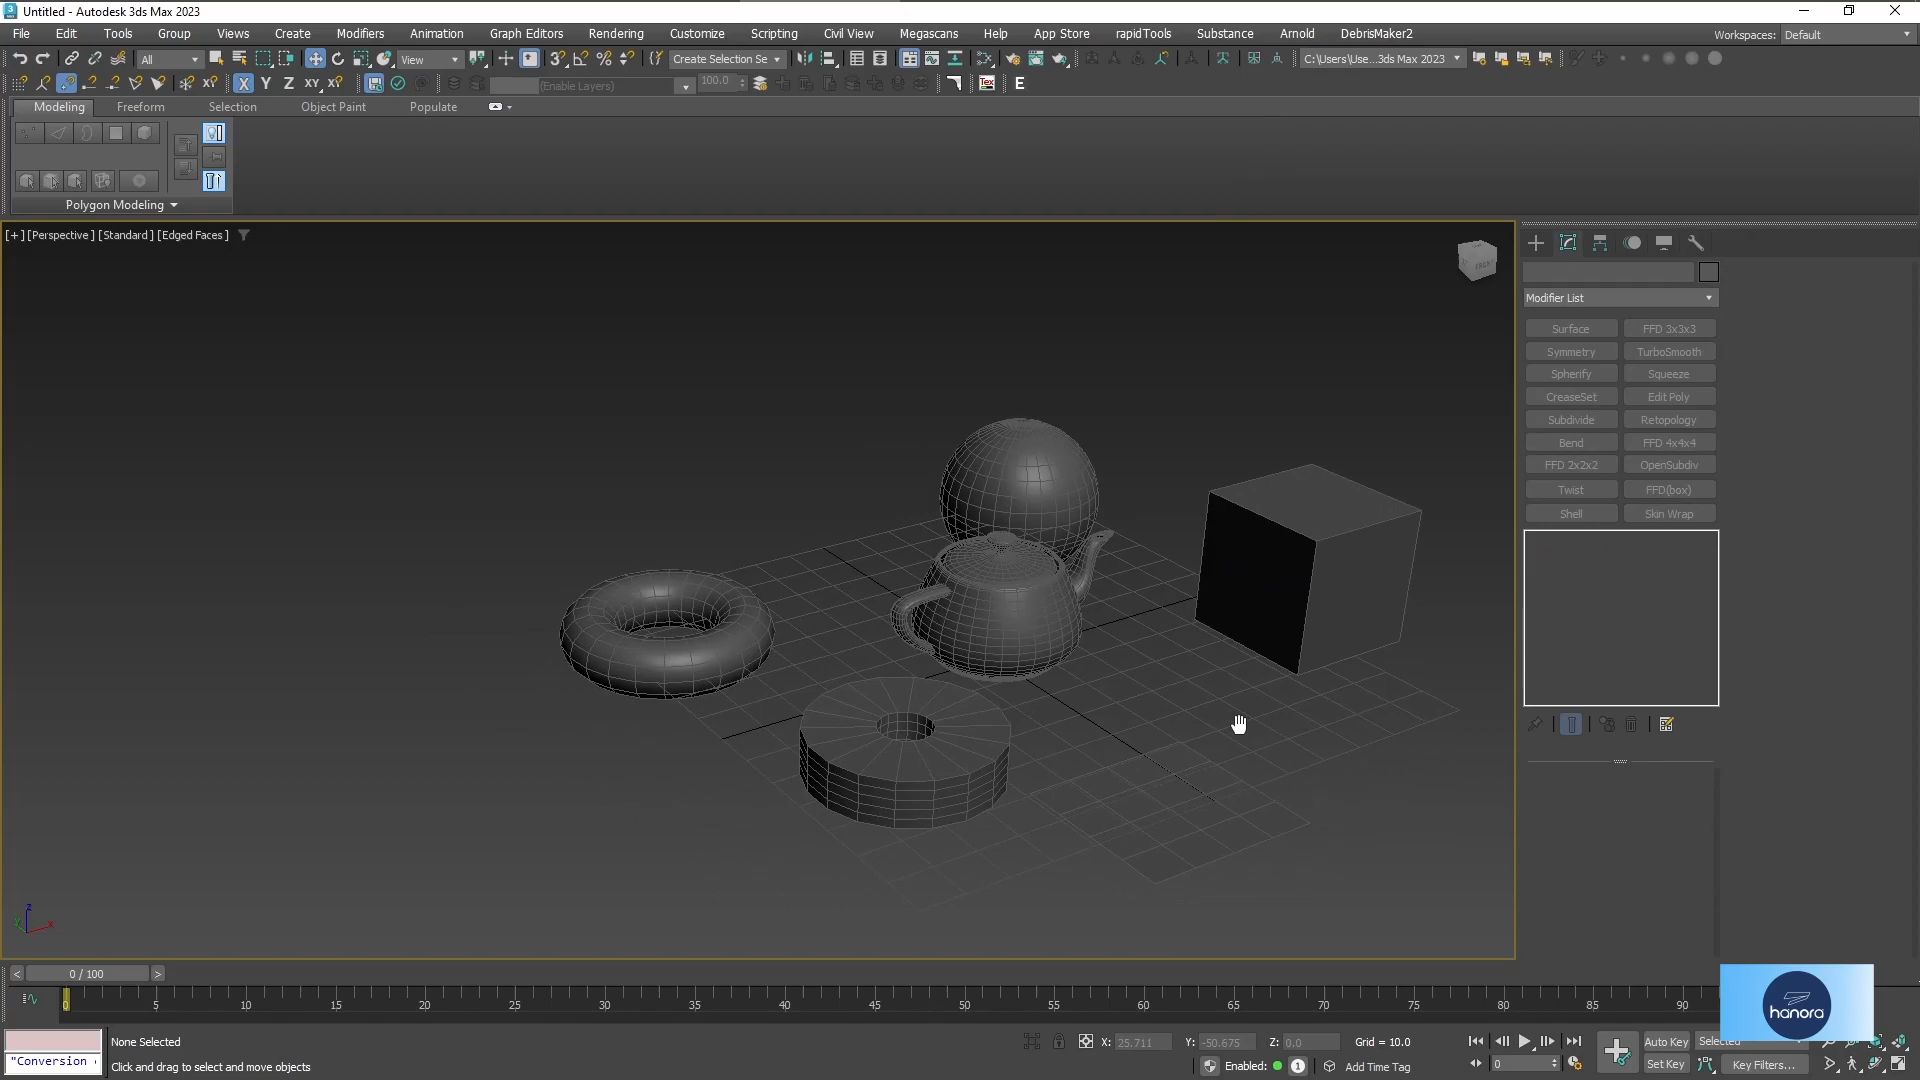 Untitled - Autodesk 3ds Max 2023
File Edit Tools Group Views Create Modifiers Animation Graph Editors Rendering Customize Scripting Civil View Megascans Help App Store rapidTools Substance Arnold DebrisMaker2
Workspaces: Default
All View Create Selection Se C:\Users\Use...3ds Max 2023
X Y Z XY XY (Enable Layers) 100.0 Tex E
Modeling Freeform Selection Object Paint Populate
Polygon Modeling
[+] [Perspective] [Standard] [Edged Faces]
FRONT
Modifier List
Surface FFD 3x3x3
Symmetry TurboSmooth
Spherify Squeeze
CreaseSet Edit Poly
Subdivide Retopology
Bend FFD 4x4x4
FFD 2x2x2 OpenSubdiv
Twist FFD(box)
Shell Skin Wrap
z
y x
< 0 / 100 >
0 5 10 15 20 25 30 35 40 45 50 55 60 65 70 75 80 85 90
hanora
None Selected X: 25.711 Y: -50.675 Z: 0.0 Grid = 10.0 Auto Key Selected
"Conversion Click and drag to select and move objects Enabled: 1 Add Time Tag 0 Set Key Key Filters...